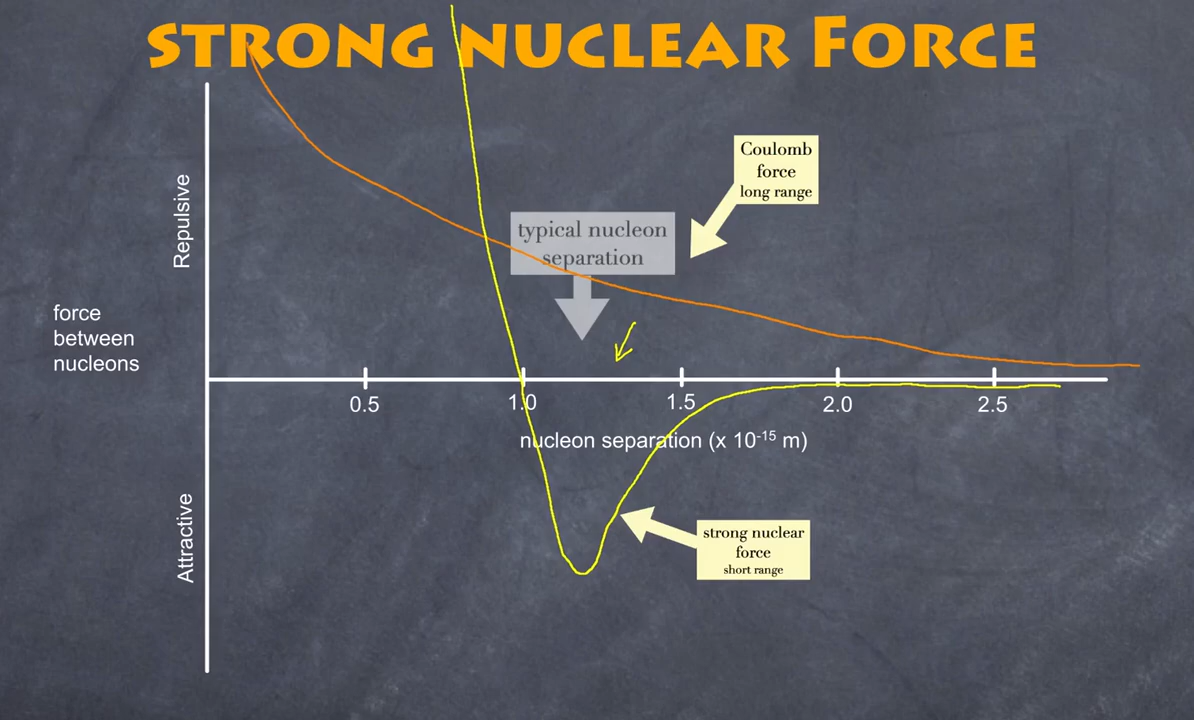 STRONG NUCLEAR FORCE
Repulsive
Coulomb
force
long range
typical nucleon
separation
force
between
nucleons
0.5
1.0
1.5
2.0
2.5
nucleon separation (x 10⁻¹⁵ m)
Attractive
strong nuclear
force
short range